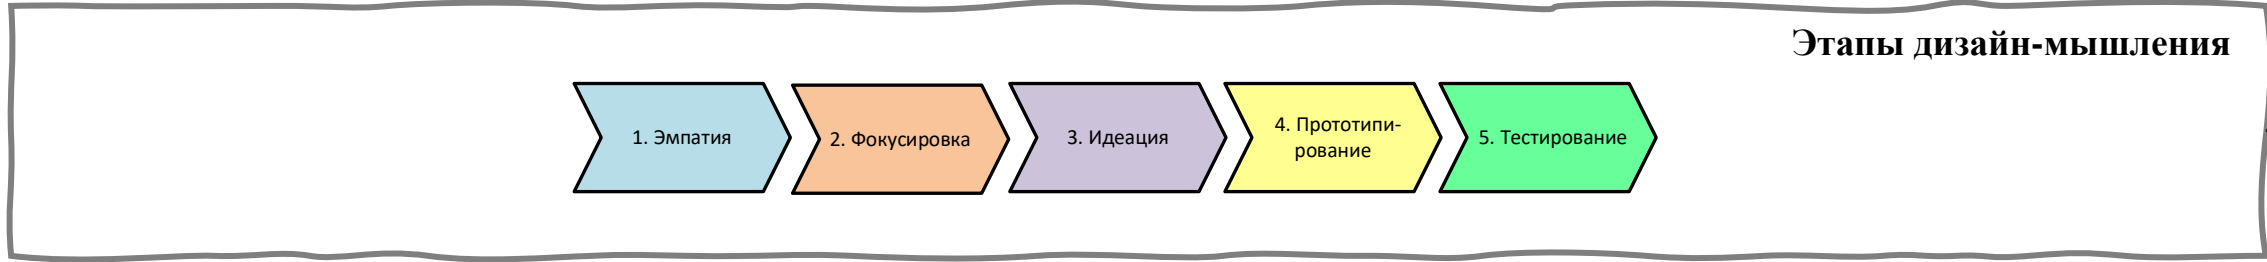 Этапы дизайн-мышления
1. Эмпатия
2. Фокусировка
3. Идеация
4. Прототипи-
рование
5. Тестирование